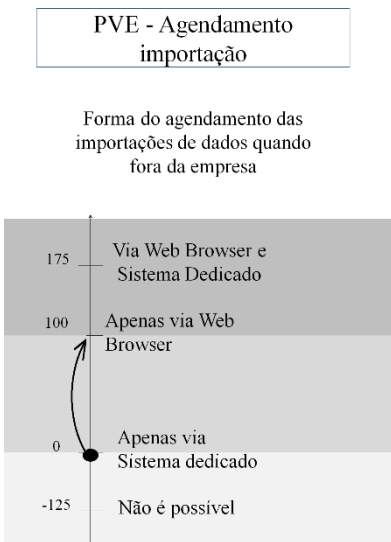 PVE - Agendamento
importação
Forma do agendamento das
importações de dados quando
fora da empresa
175
Via Web Browser e
Sistema Dedicado
100
Apenas via Web
Browser
0
Apenas via
Sistema dedicado
-125
Não é possível